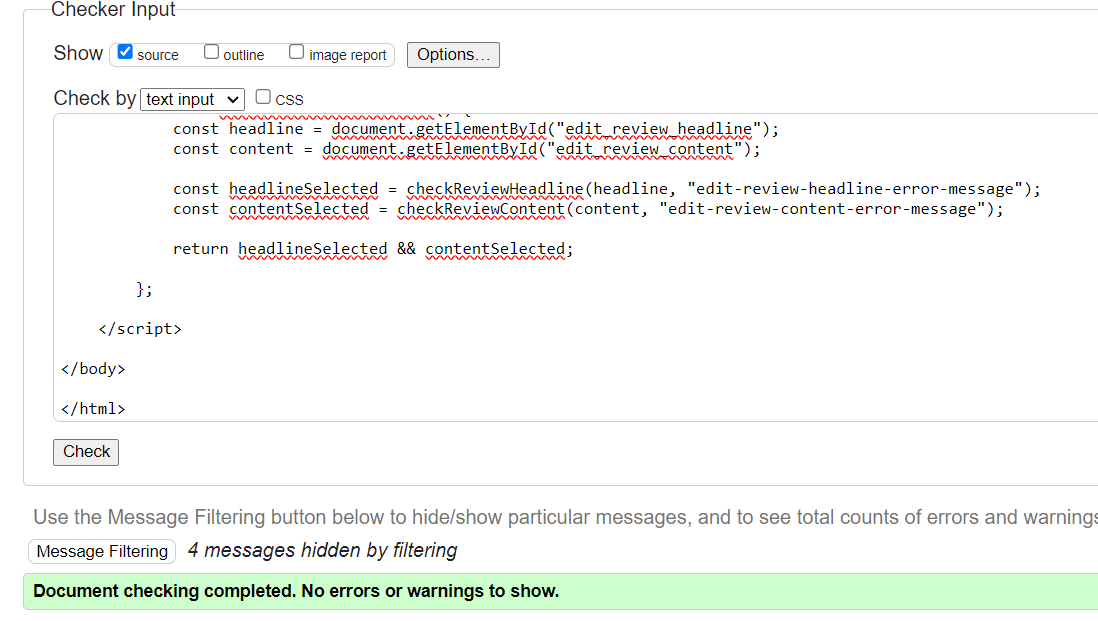 Checker Input
Show source outline image report Options...
Check by text input CSS
const headline = document.getElementById("edit_review_headline");
const content = document.getElementById("edit_review_content");
const headlineSelected = checkReviewHeadline(headline, "edit-review-headline-error-message");
const contentSelected = checkReviewContent(content, "edit-review-content-error-message");
return headlineSelected && contentSelected;
};
</script>
</body>
</html>
Check
Use the Message Filtering button below to hide/show particular messages, and to see total counts of errors and warnings
Message Filtering 4 messages hidden by filtering
Document checking completed. No errors or warnings to show.